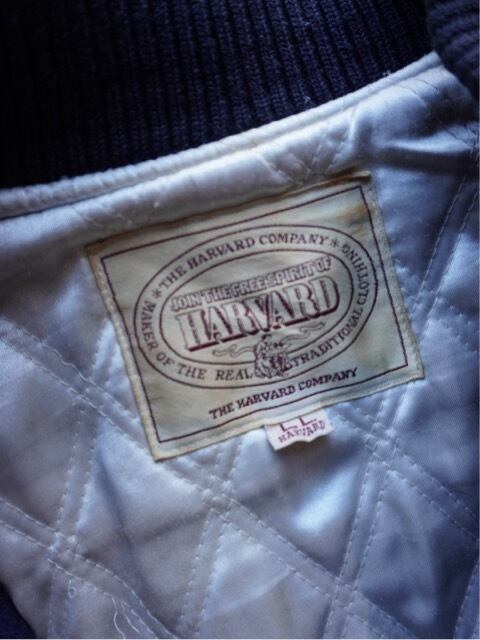 ★ THE HARVARD COMPANY ★
JOIN THE FREE SPIRIT OF
HARVARD
MAKER OF THE REAL TRADITIONAL CLOTHING
THE HARVARD COMPANY
LL
HARVARD